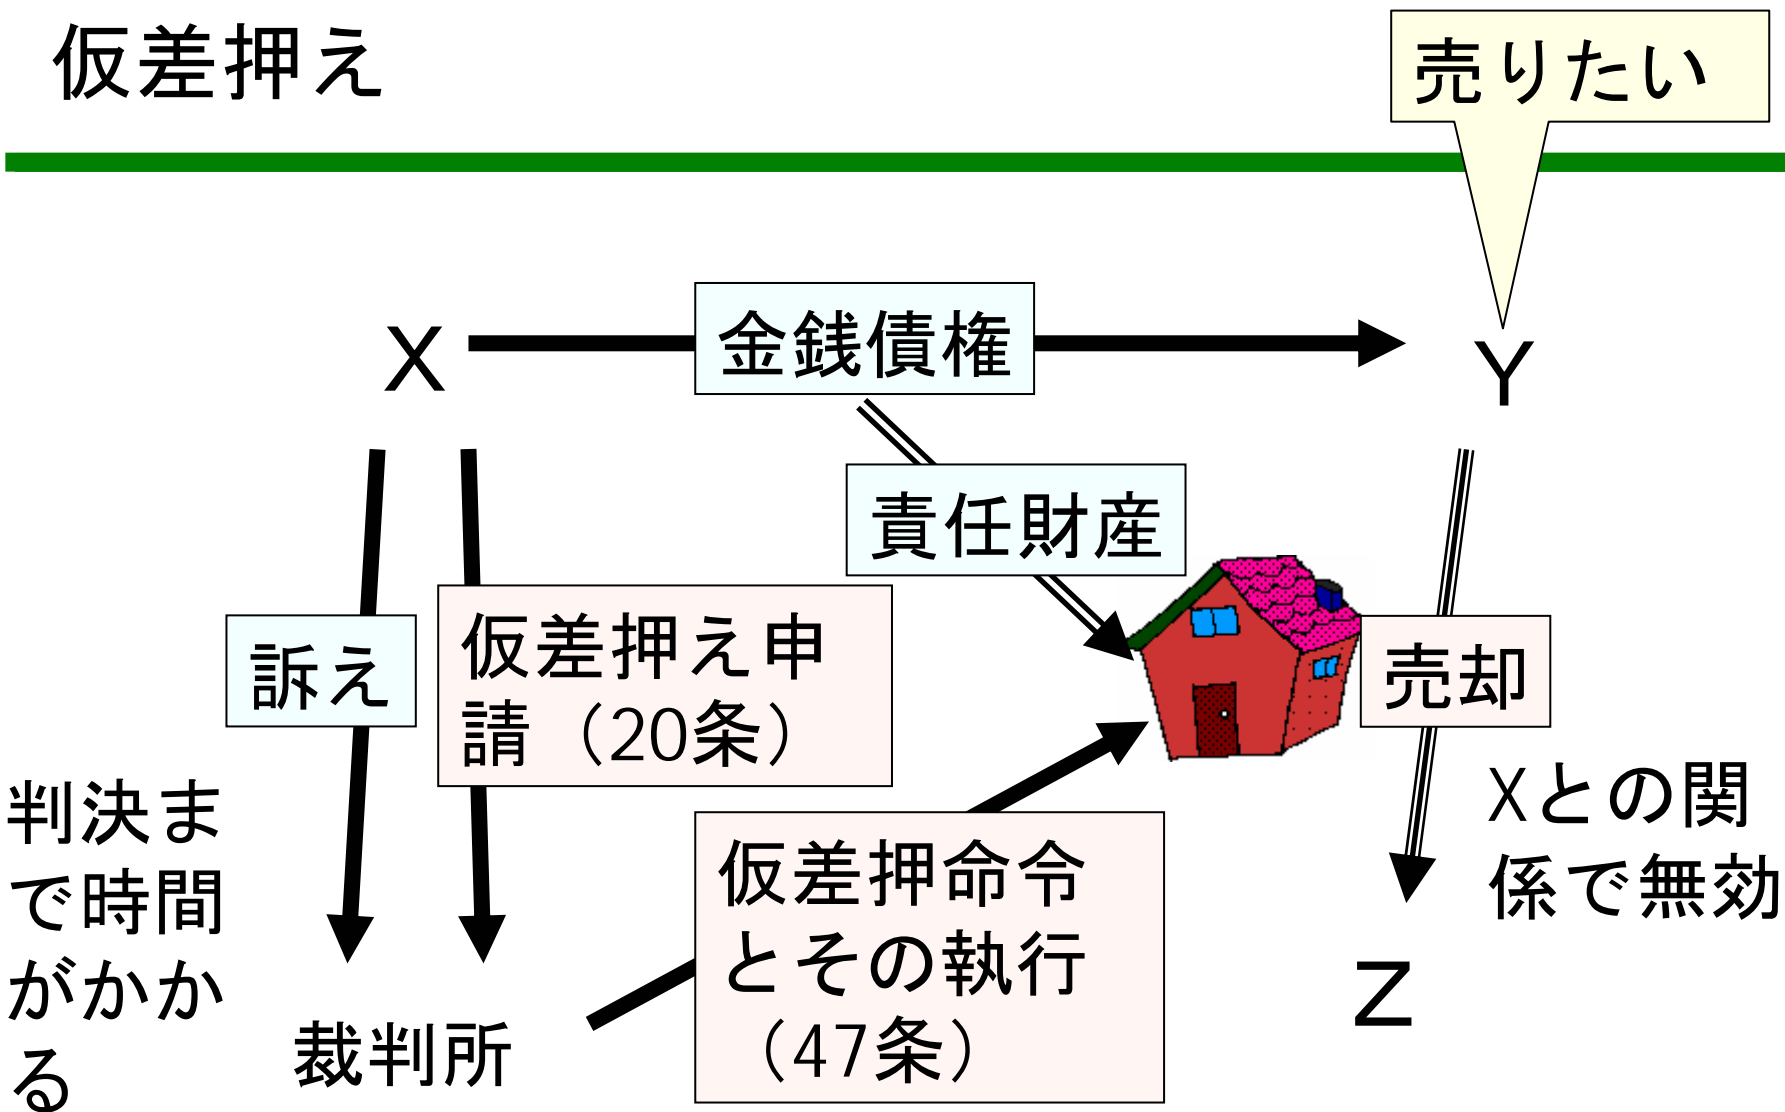 仮差押え
売りたい
X
金銭債権
Y
責任財産
訴え
仮差押え申
請（20条）
売却
判決ま
で時間
がかか
る
仮差押命令
とその執行
（47条）
Xとの関
係で無効
Z
裁判所